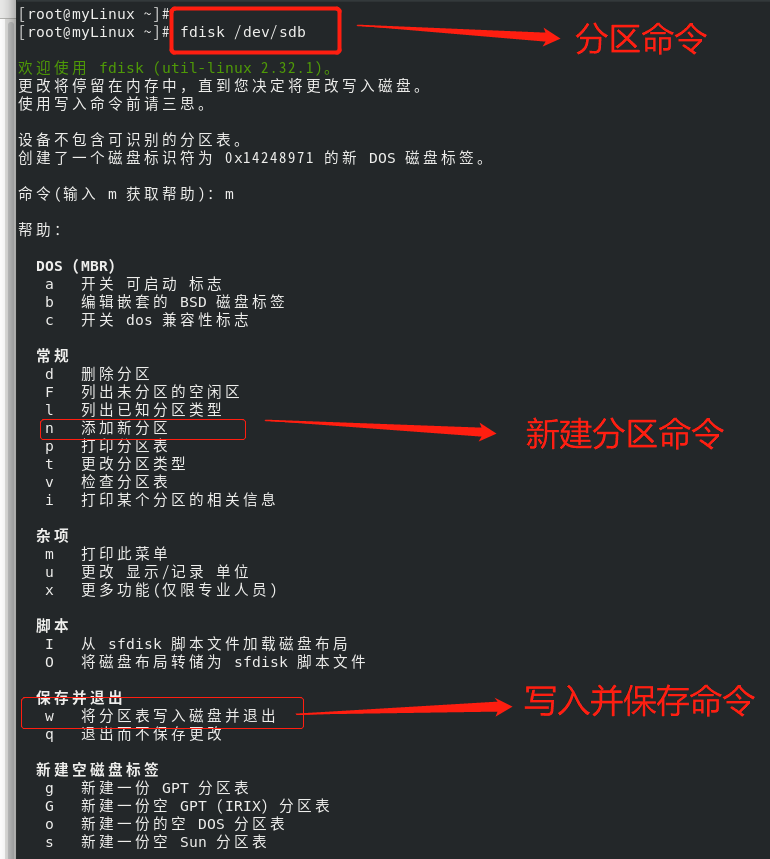 [root@myLinux ~]#
[root@myLinux ~]# fdisk /dev/sdb
分区命令
欢迎使用 fdisk (util-linux 2.32.1)。
更改将停留在内存中，直到您决定将更改写入磁盘。
使用写入命令前请三思。
设备不包含可识别的分区表。
创建了一个磁盘标识符为 0x14248971 的新 DOS 磁盘标签。
命令(输入 m 获取帮助)：m
帮助：
DOS (MBR)
a 开关 可启动 标志
b 编辑嵌套的 BSD 磁盘标签
c 开关 dos 兼容性标志
常规
d 删除分区
F 列出未分区的空闲区
l 列出已知分区类型
n 添加新分区
新建分区命令
p 打印分区表
t 更改分区类型
v 检查分区表
i 打印某个分区的相关信息
杂项
m 打印此菜单
u 更改 显示/记录 单位
x 更多功能(仅限专业人员)
脚本
I 从 sfdisk 脚本文件加载磁盘布局
O 将磁盘布局转储为 sfdisk 脚本文件
保存并退出
写入并保存命令
w 将分区表写入磁盘并退出
q 退出而不保存更改
新建空磁盘标签
g 新建一份 GPT 分区表
G 新建一份空 GPT (IRIX) 分区表
o 新建一份的空 DOS 分区表
s 新建一份空 Sun 分区表